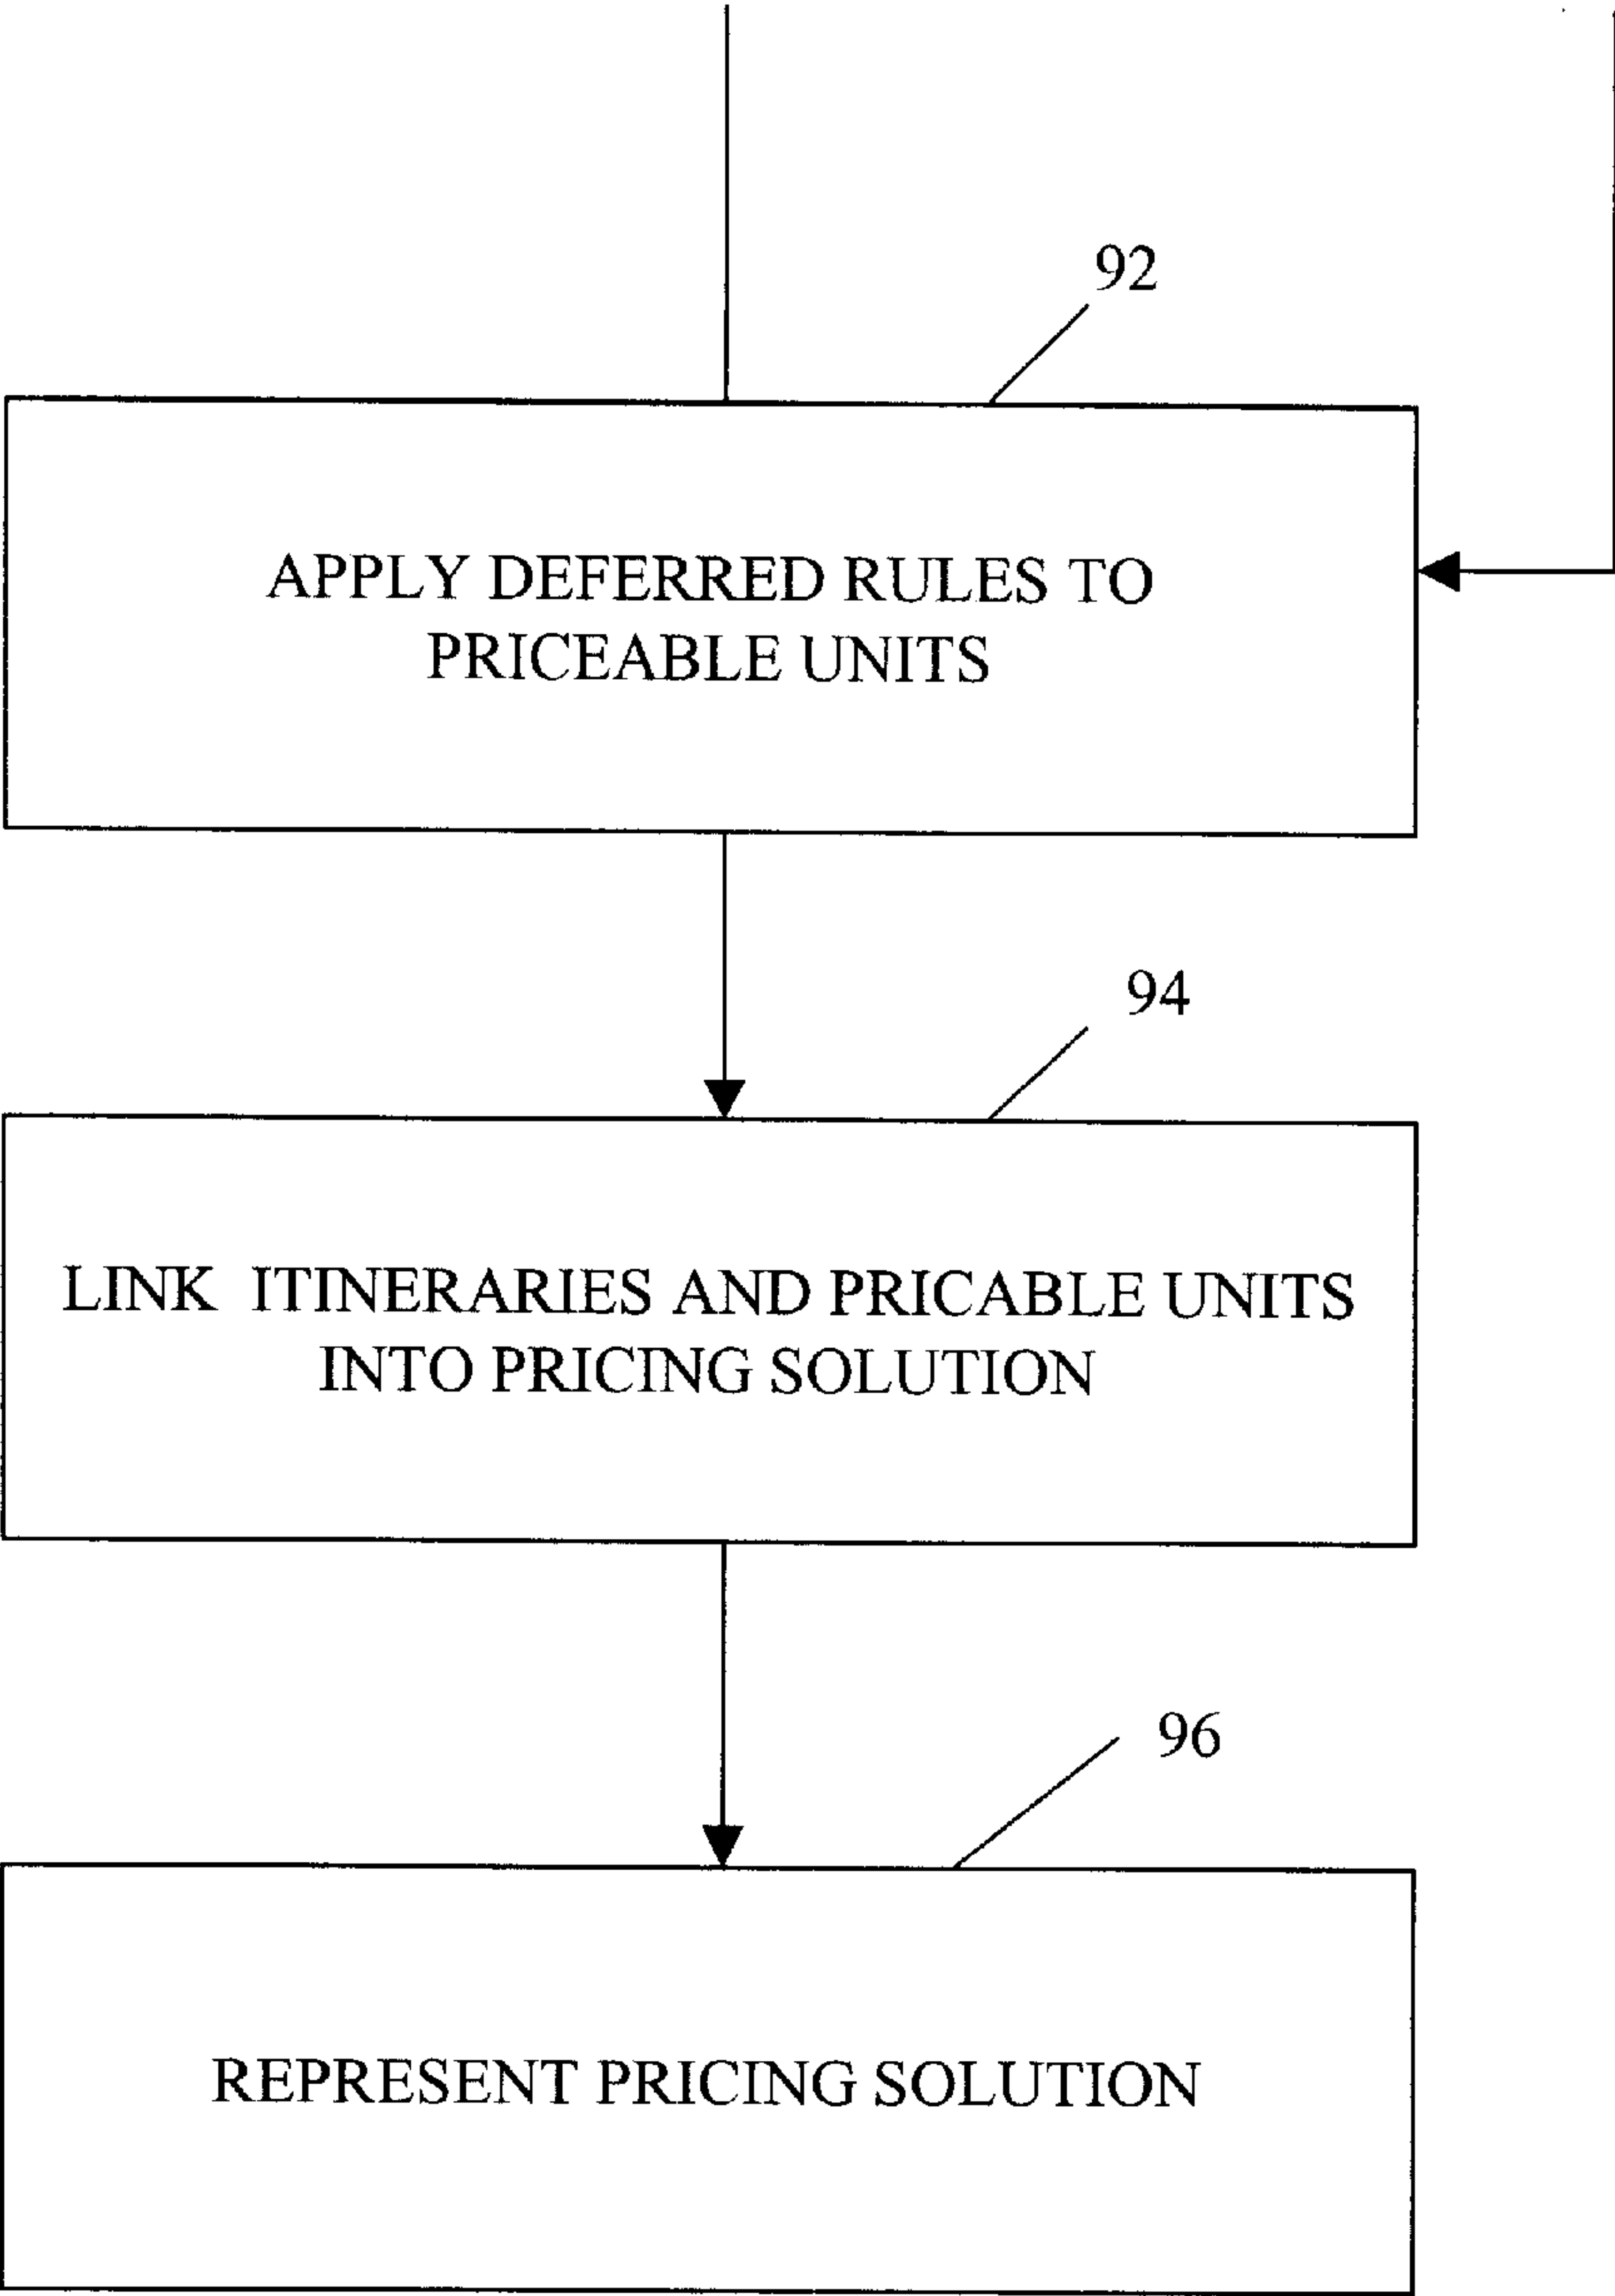 92
APPLY DEFERRED RULES TO
PRICEABLE UNITS
94
LINK ITINERARIES AND PRICABLE UNITS
INTO PRICING SOLUTION
96
REPRESENT PRICING SOLUTION